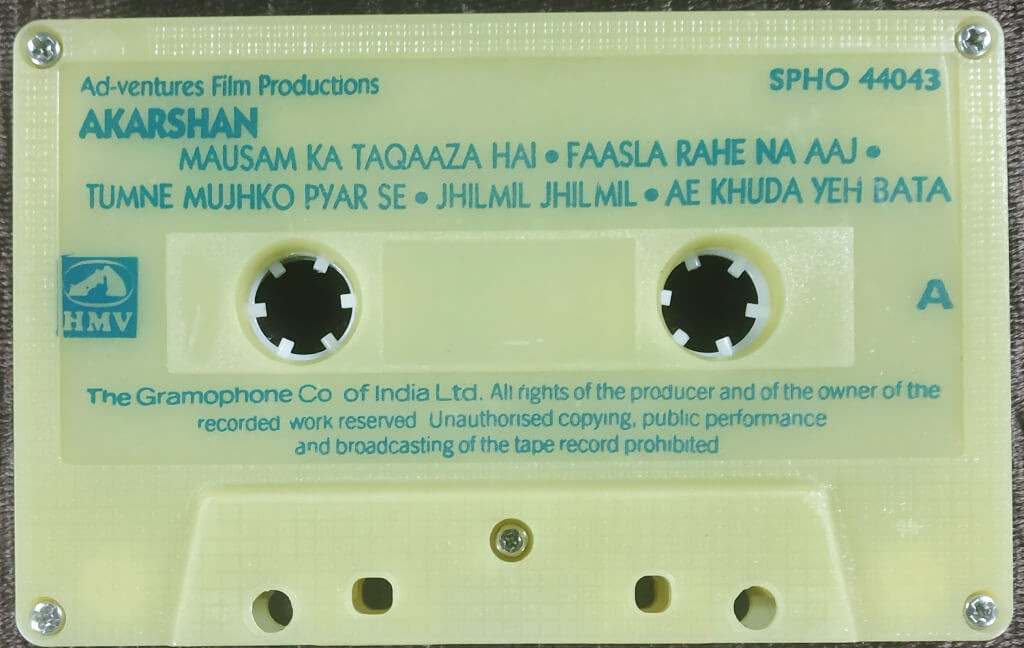 Ad-ventures Film Productions SPHO 44043
AKARSHAN
MAUSAM KA TAQAAZA HAI • FAASLA RAHE NA AAJ •
TUMNE MUJHKO PYAR SE • JHILMIL JHILMIL • AE KHUDA YEH BATA
HMV
A
The Gramophone Co of India Ltd. All rights of the producer and of the owner of the
recorded work reserved Unauthorised copying, public performance
and broadcasting of the tape record prohibited